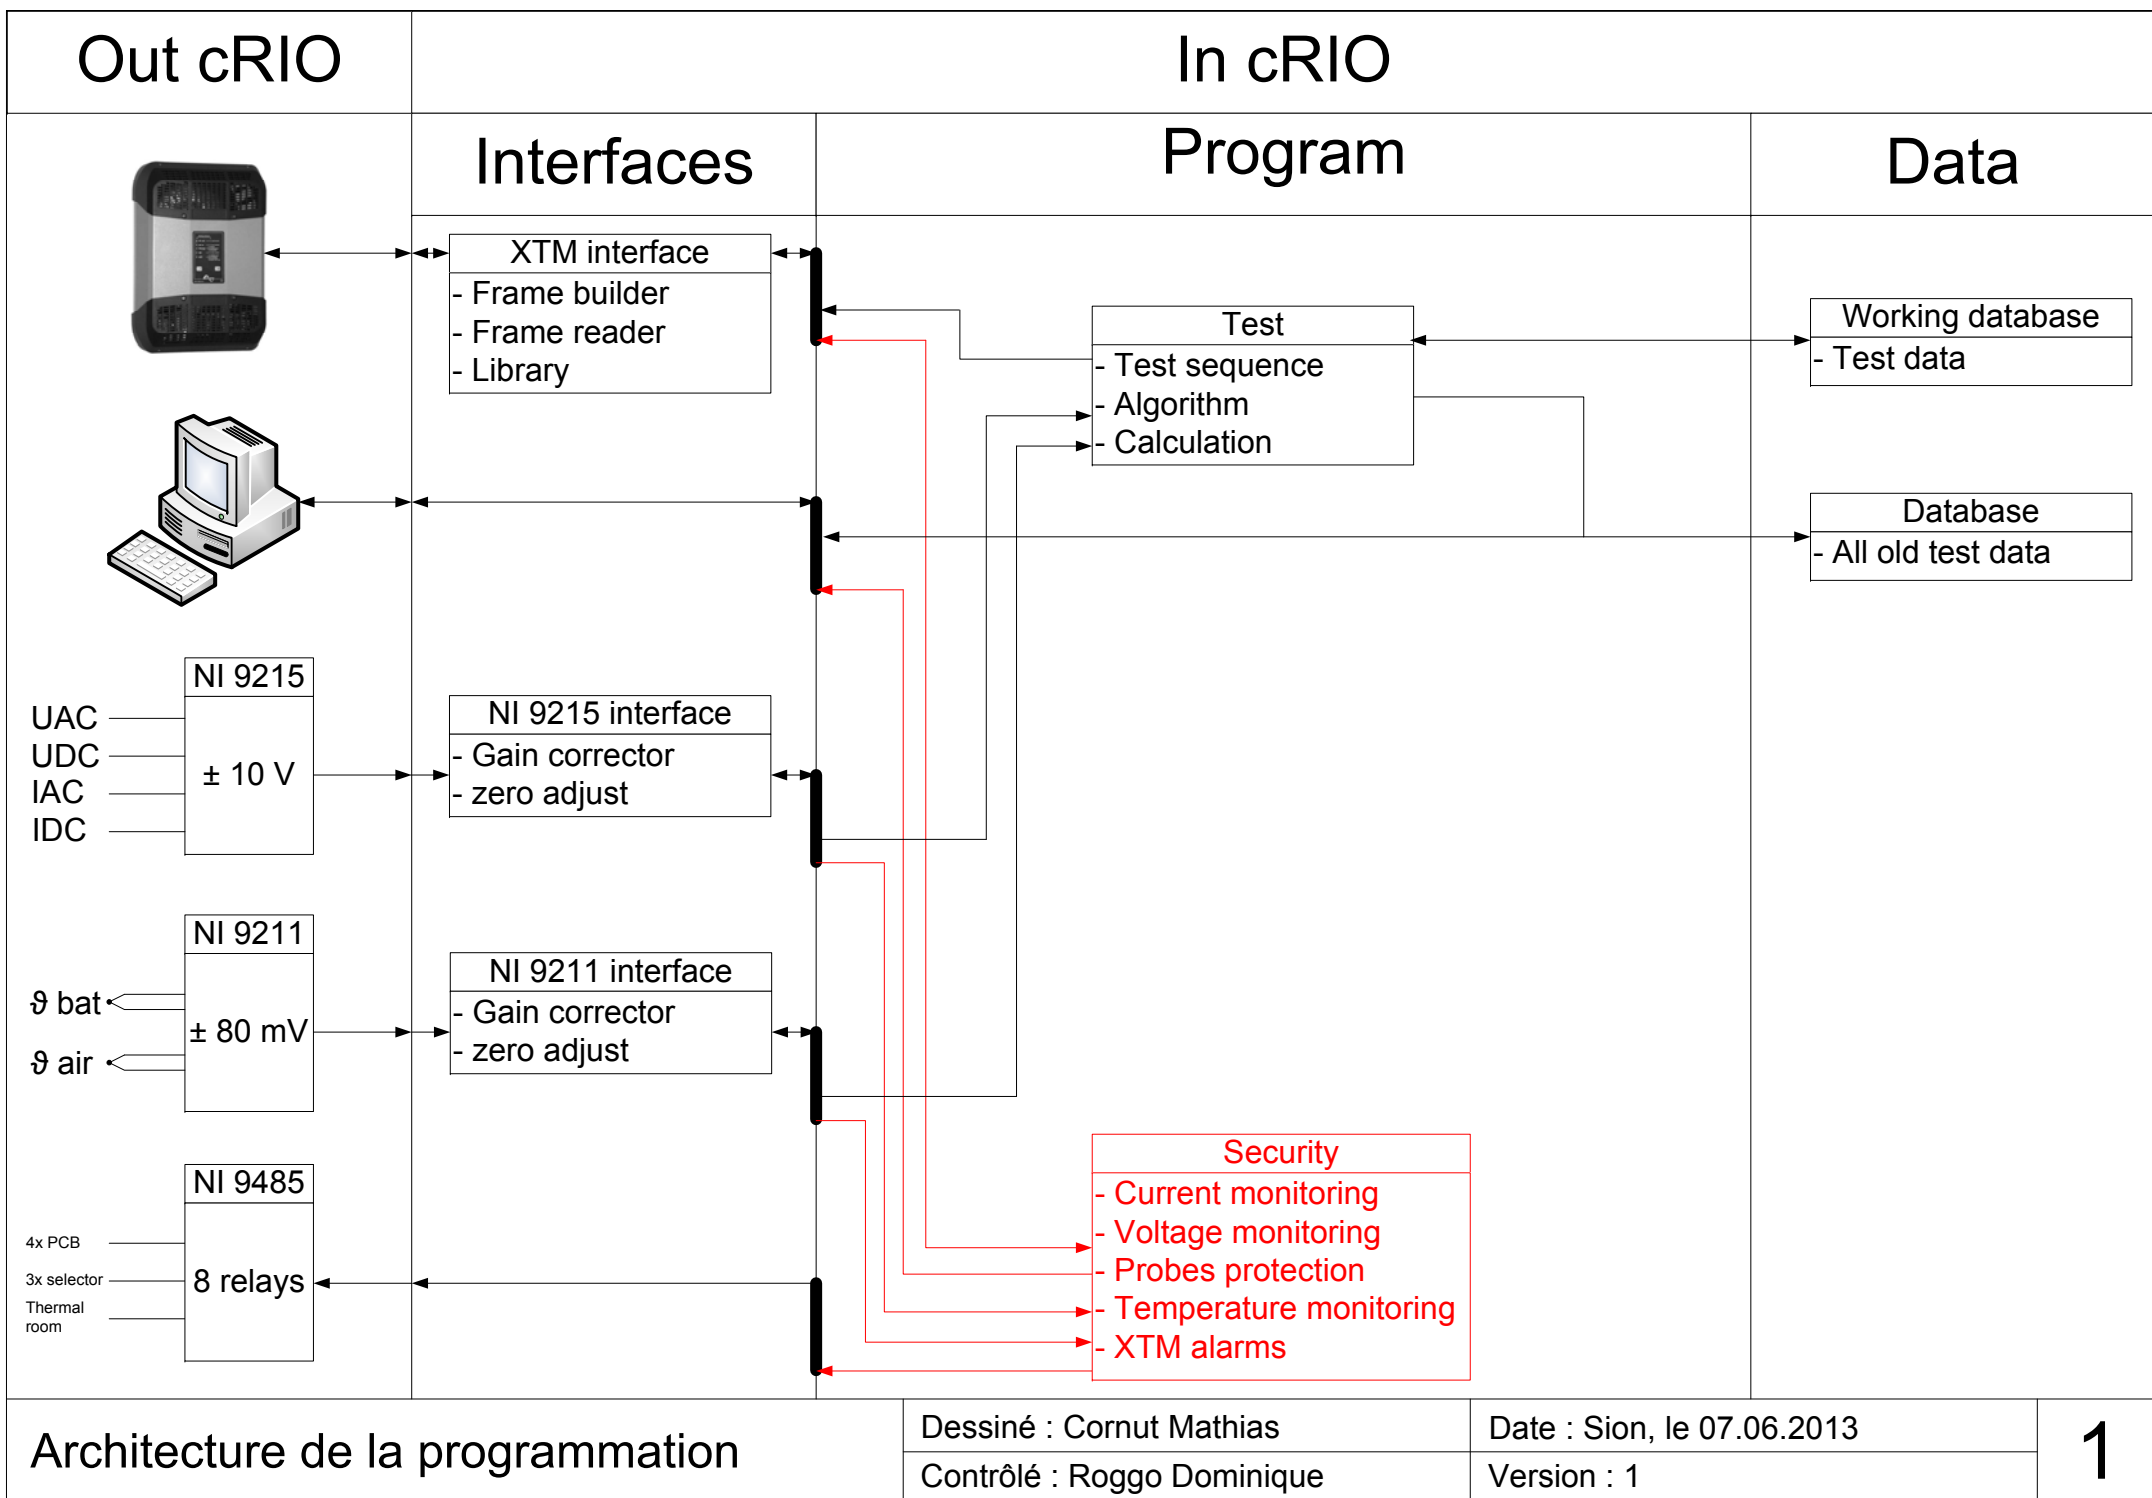 Out cRIO
In cRIO
Interfaces
Program
Data
XTM interface
- Frame builder
- Frame reader
- Library
Test
- Test sequence
- Algorithm
- Calculation
Working database
- Test data
Database
- All old test data
NI 9215
UAC
UDC
IAC
IDC
± 10 V
NI 9215 interface
- Gain corrector
- zero adjust
NI 9211
ϑ bat
ϑ air
± 80 mV
NI 9211 interface
- Gain corrector
- zero adjust
NI 9485
4x PCB
3x selector
Thermal
room
8 relays
Security
- Current monitoring
- Voltage monitoring
- Probes protection
- Temperature monitoring
- XTM alarms
Architecture de la programmation
Dessiné : Cornut Mathias
Date : Sion, le 07.06.2013
Contrôlé : Roggo Dominique
Version : 1
1